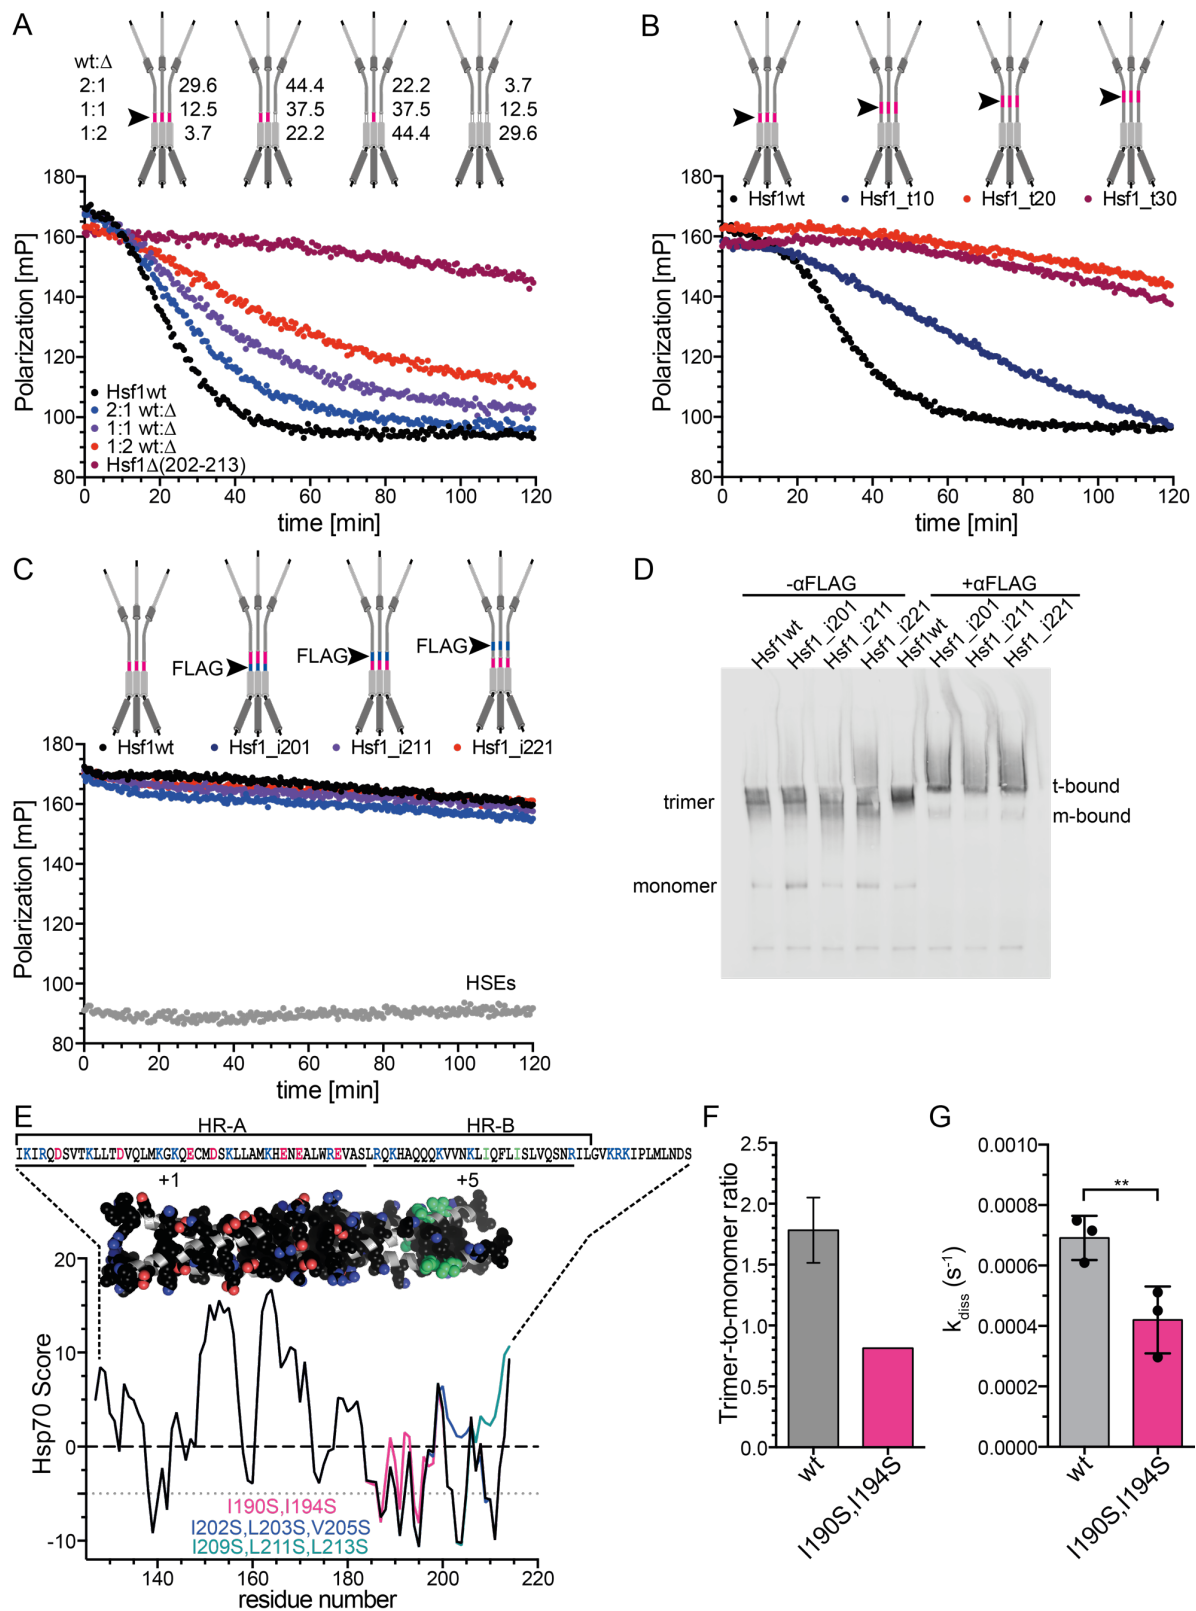 A
wt:Δ
2:1 29.6 44.4 22.2 3.7
1:1 12.5 37.5 37.5 12.5
1:2 3.7 22.2 44.4 29.6
Polarization [mP]
180
160
140
120
100
80
Hsf1wt
2:1 wt:Δ
1:1 wt:Δ
1:2 wt:Δ
Hsf1Δ(202-213)
0 20 40 60 80 100 120
time [min]
B
Hsf1wt Hsf1_t10 Hsf1_t20 Hsf1_t30
Polarization [mP]
180
160
140
120
100
80
0 20 40 60 80 100 120
time [min]
C
FLAG FLAG FLAG
Hsf1wt Hsf1_i201 Hsf1_i211 Hsf1_i221
Polarization [mP]
180
160
140
120
100
80
HSEs
0 20 40 60 80 100 120
time [min]
D
-αFLAG +αFLAG
Hsf1wt Hsf1_i201 Hsf1_i211 Hsf1_i221 Hsf1wt Hsf1_i201 Hsf1_i211 Hsf1_i221
trimer
monomer
t-bound
m-bound
E
HR-A HR-B
IKIRQDSVTKLLTDVQLMKGKQECMDSKLLAMKHENEALWREVASLRQKHAQQQKVVNKLIQFLISLVQSNRILGVKRKIPLMLNDS
+1 +5
Hsp70 Score
20
10
0
-10
I190S,I194S
I202S,L203S,V205S
I209S,L211S,L213S
140 160 180 200 220
residue number
F
Trimer-to-monomer ratio
2.5
2.0
1.5
1.0
0.5
0.0
wt I190S,I194S
G
kdiss (s-1)
0.0010
0.0008
0.0006
0.0004
0.0002
0.0000
**
wt I190S,I194S